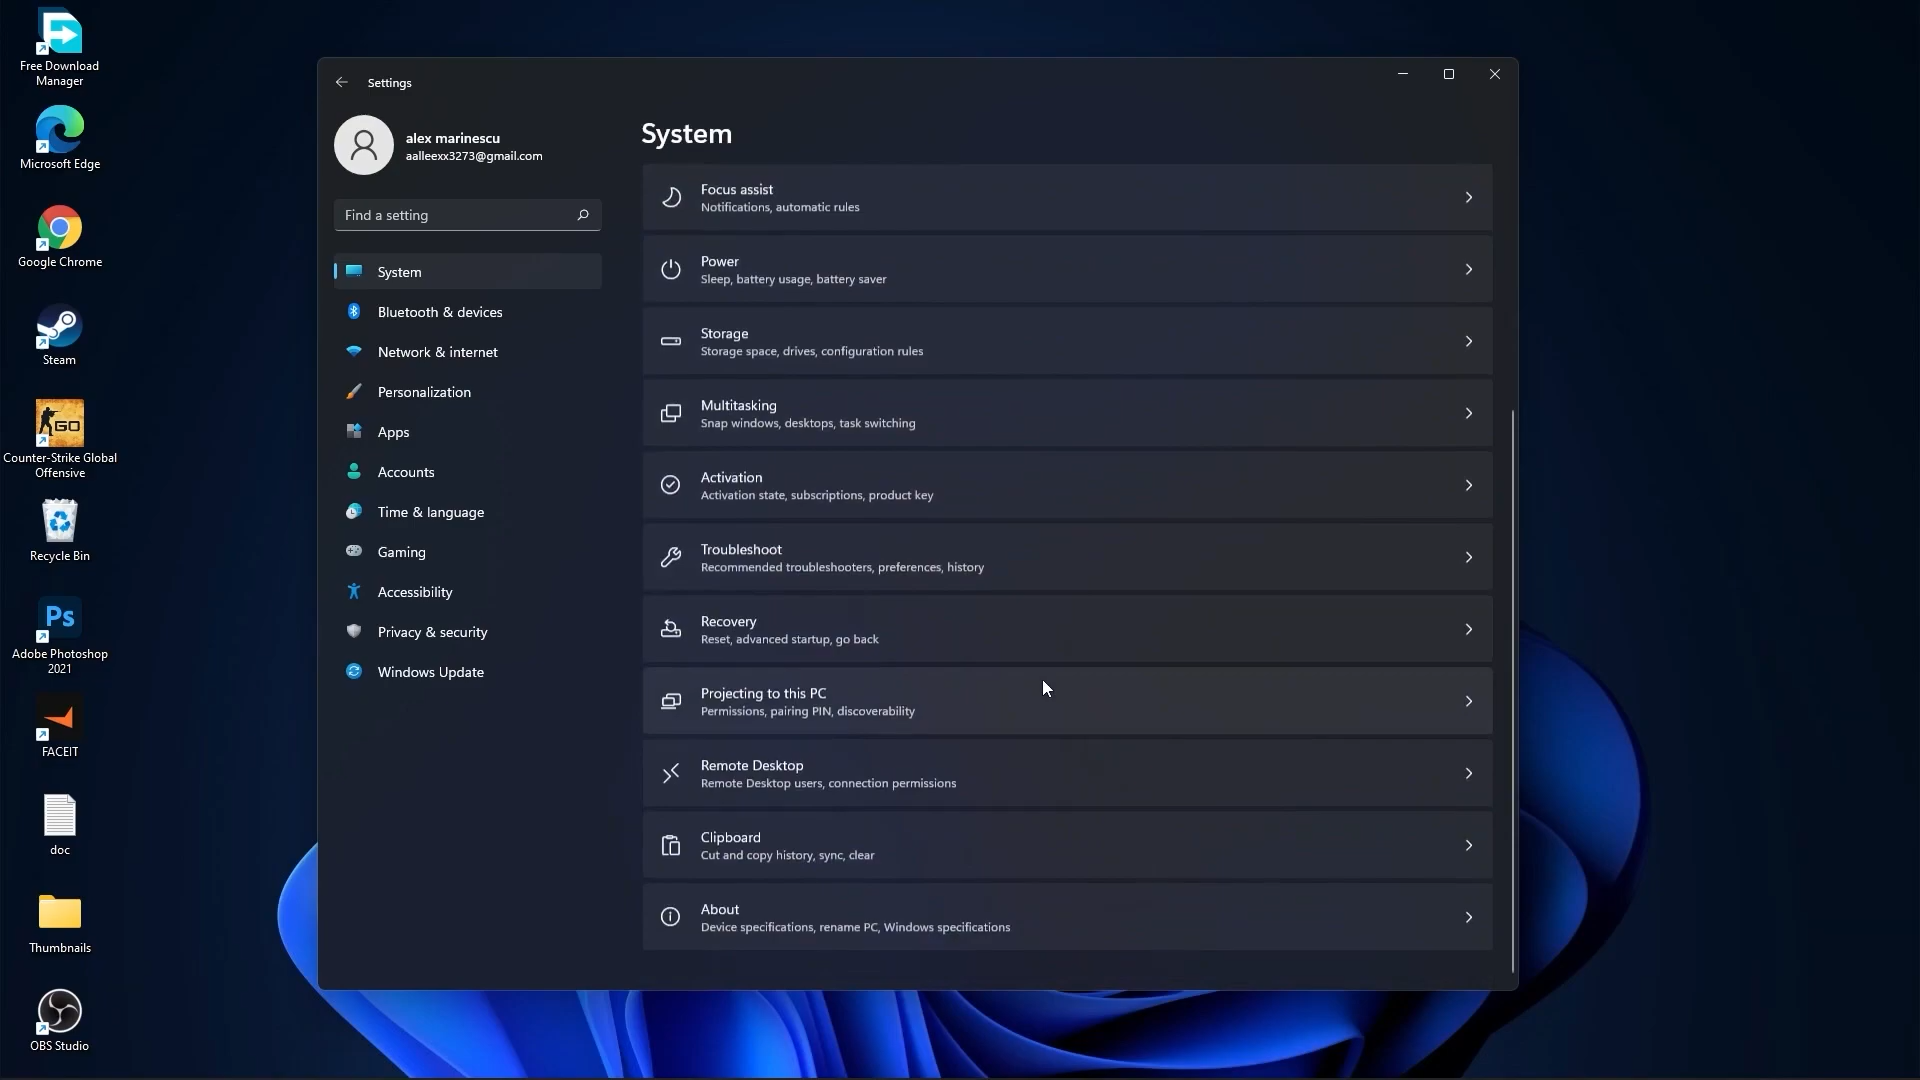 Free Download
Manager
Microsoft Edge
Google Chrome
Steam
GO
Counter-Strike Global
Offensive
Recycle Bin
Ps
Adobe Photoshop
2021
FACEIT
doc
Thumbnails
OBS Studio
Settings
alex marinescu
aalleexx3273@gmail.com
Find a setting
System
Bluetooth & devices
Network & internet
Personalization
Apps
Accounts
Time & language
Gaming
Accessibility
Privacy & security
Windows Update
System
Focus assist
Notifications, automatic rules
Power
Sleep, battery usage, battery saver
Storage
Storage space, drives, configuration rules
Multitasking
Snap windows, desktops, task switching
Activation
Activation state, subscriptions, product key
Troubleshoot
Recommended troubleshooters, preferences, history
Recovery
Reset, advanced startup, go back
Projecting to this PC
Permissions, pairing PIN, discoverability
Remote Desktop
Remote Desktop users, connection permissions
Clipboard
Cut and copy history, sync, clear
About
Device specifications, rename PC, Windows specifications